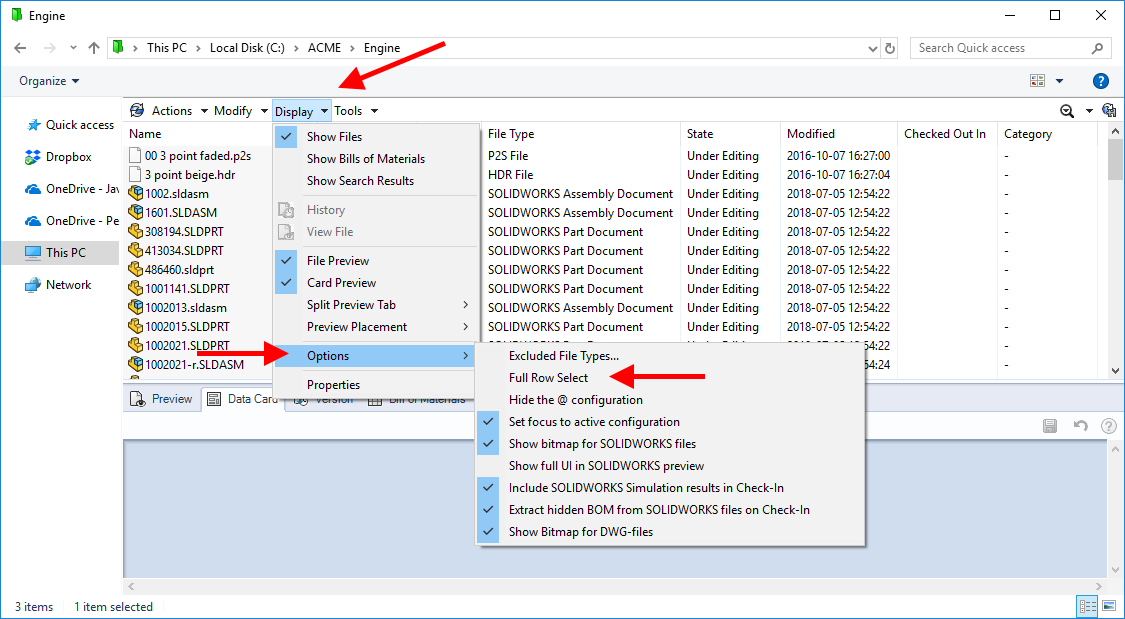 Engine
This PC > Local Disk (C:) > ACME > Engine
Search Quick access
Organize
Actions Modify Display Tools
Name File Type State Modified Checked Out In Category
00 3 point faded.p2s P2S File Under Editing 2016-10-07 16:27:00 -
3 point beige.hdr HDR File Under Editing 2016-10-07 16:27:04 -
1002.sldasm SOLIDWORKS Assembly Document Under Editing 2018-07-05 12:54:22 -
1601.SLDASM SOLIDWORKS Assembly Document Under Editing 2018-07-05 12:54:22 -
308194.SLDPRT SOLIDWORKS Part Document Under Editing 2018-07-05 12:54:22 -
413034.SLDPRT SOLIDWORKS Part Document Under Editing 2018-07-05 12:54:22 -
486460.sldprt SOLIDWORKS Part Document Under Editing 2018-07-05 12:54:22 -
1001141.SLDPRT SOLIDWORKS Part Document Under Editing 2018-07-05 12:54:22 -
1002013.sldasm SOLIDWORKS Assembly Document Under Editing 2018-07-05 12:54:22 -
1002015.SLDPRT SOLIDWORKS Part Document Under Editing 2018-07-05 12:54:22 -
1002021.SLDPRT -
1002021-r.SLDASM :24 -
Quick access
Dropbox
OneDrive - Jav
OneDrive - Pe
This PC
Network
Show Files
Show Bills of Materials
Show Search Results
History
View File
File Preview
Card Preview
Split Preview Tab >
Preview Placement >
Options >
Properties
Excluded File Types...
Full Row Select
Hide the @ configuration
Set focus to active configuration
Show bitmap for SOLIDWORKS files
Show full UI in SOLIDWORKS preview
Include SOLIDWORKS Simulation results in Check-In
Extract hidden BOM from SOLIDWORKS files on Check-In
Show Bitmap for DWG-files
Preview Data Card Version Bill of Materials
3 items 1 item selected